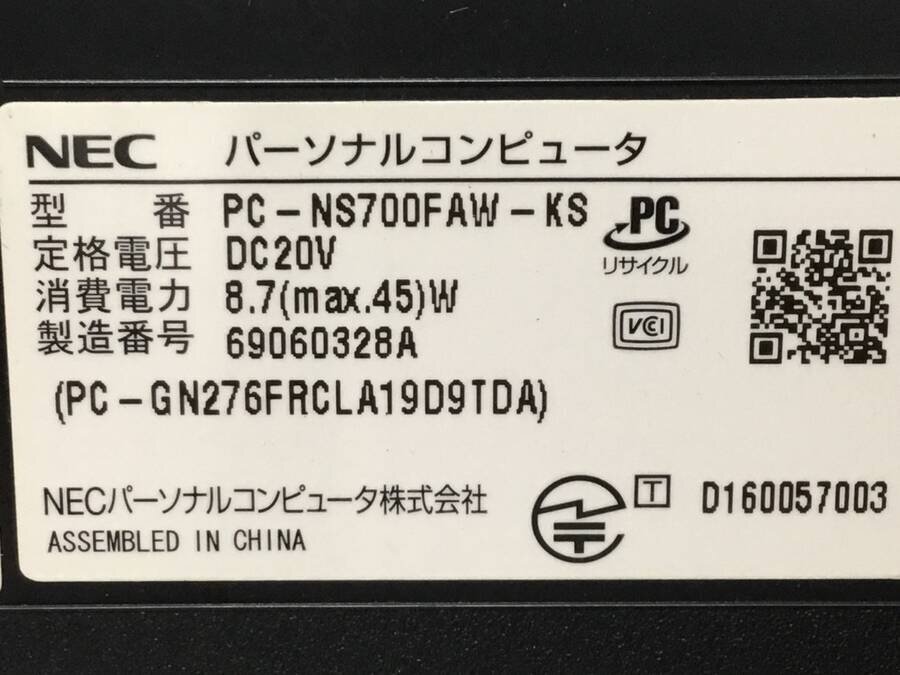 NEC パーソナルコンピュータ
型 番 PC-NS700FAW-KS
定格電圧 DC20V
消費電力 8.7(max.45)W
製造番号 69060328A
(PC-GN276FRCLA19D9TDA)
PC
リサイクル
VCCI
NECパーソナルコンピュータ株式会社
ASSEMBLED IN CHINA
T D160057003